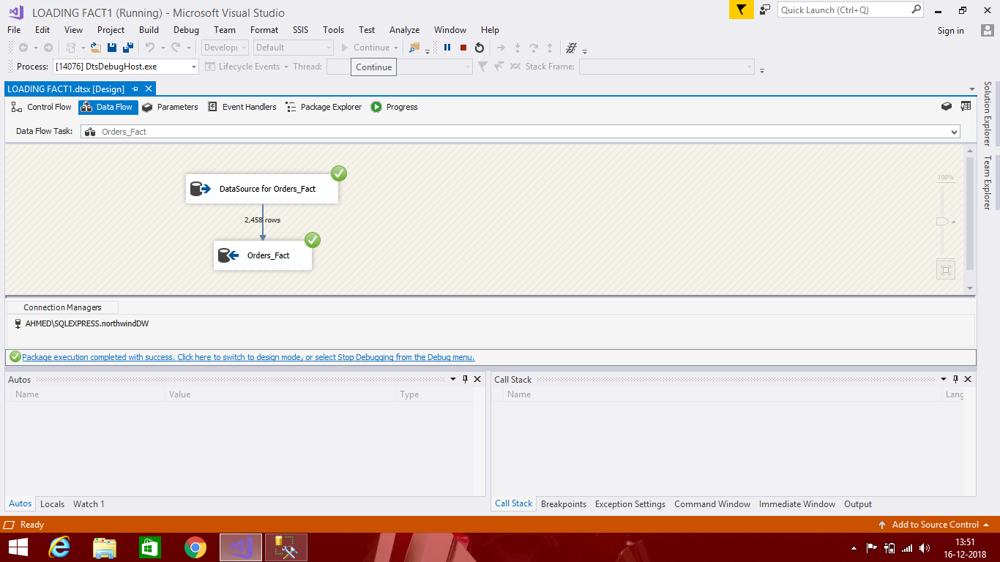 LOADING FACT1 (Running) - Microsoft Visual Studio
Quick Launch (Ctrl+Q)
File Edit View Project Build Debug Team Format SSIS Tools Test Analyze Window Help
Sign in
Default Continue
Process: [14076] DtsDebugHost.exe Lifecycle Events Thread: Continue Stack Frame:
LOADING FACT1.dtsx [Design]
Control Flow Data Flow Parameters Event Handlers Package Explorer Progress
Data Flow Task: Orders_Fact
Solution Explorer
Team Explorer
DataSource for Orders_Fact
100%
2,458 rows
Orders_Fact
Connection Managers
AHMED\SQLEXPRESS.northwindDW
Package execution completed with success. Click here to switch to design mode, or select Stop Debugging from the Debug menu.
Autos
Name Value Type
Call Stack
Name Lang
Autos Locals Watch 1
Call Stack Breakpoints Exception Settings Command Window Immediate Window Output
Ready
Add to Source Control
13:51
16-12-2018